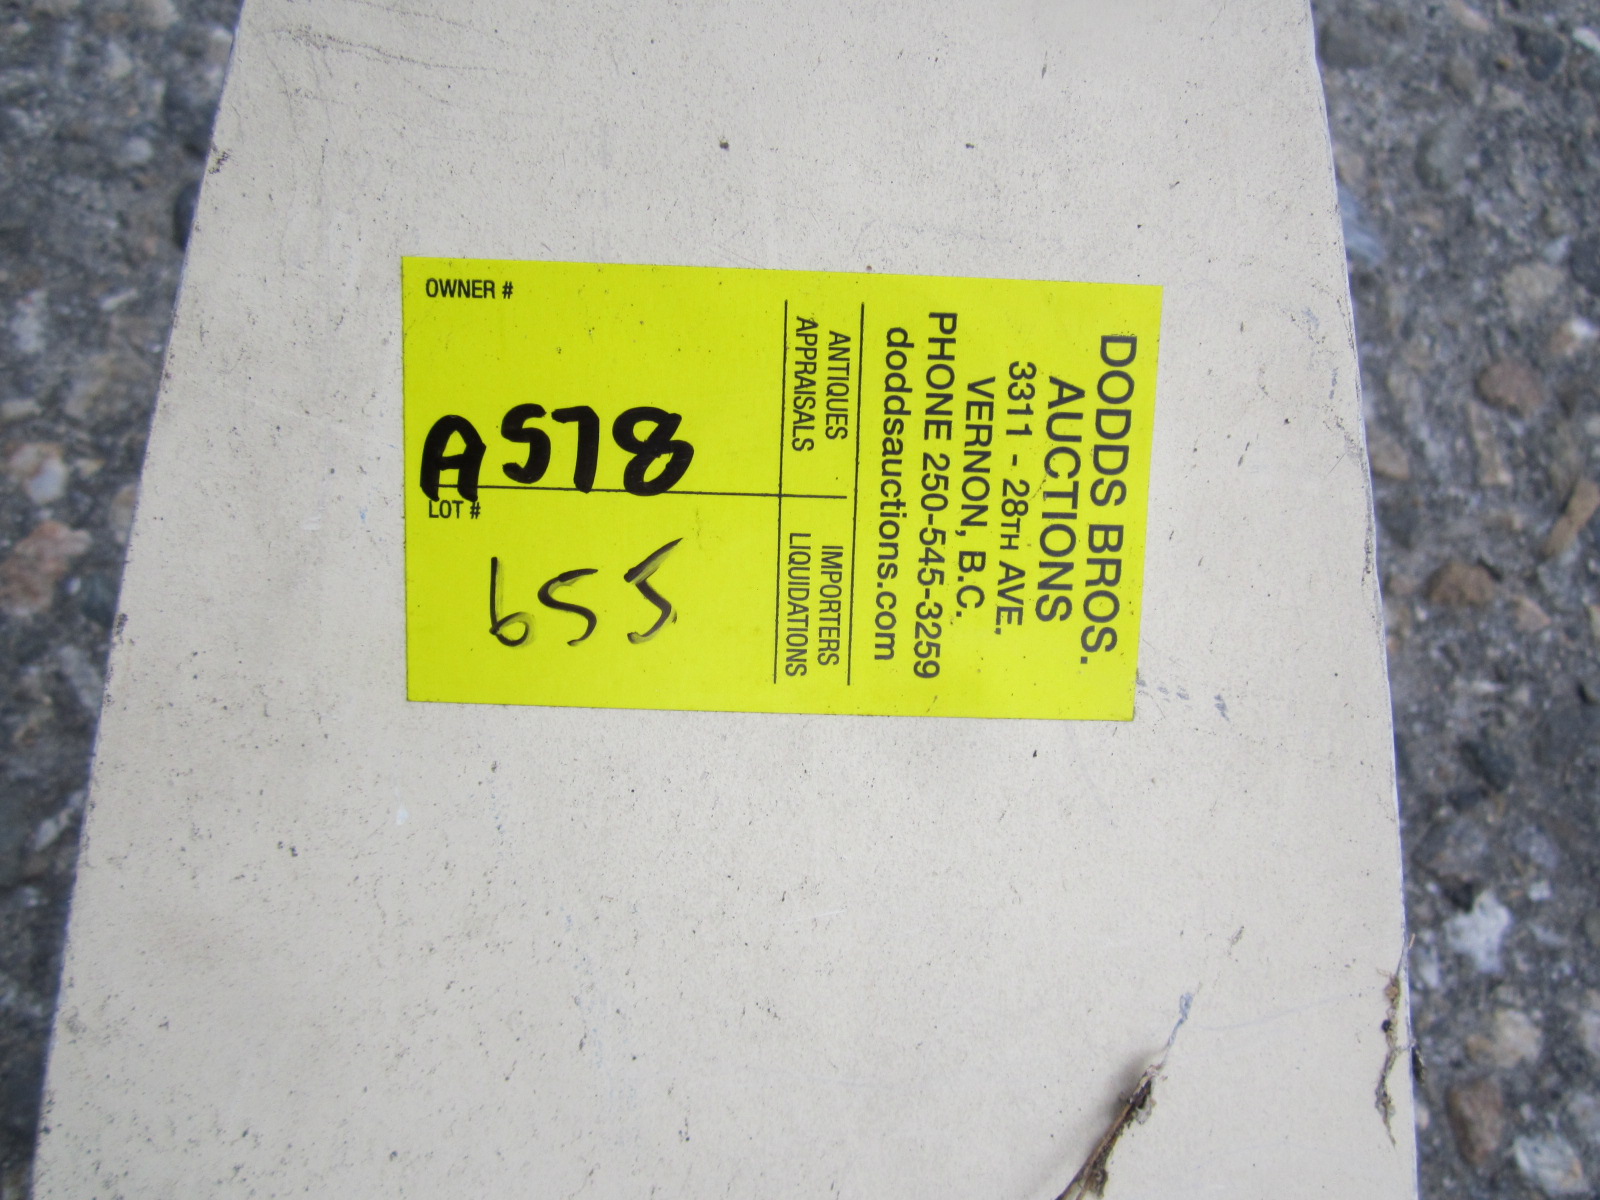 DODDS BROS.
AUCTIONS
3311 - 28TH AVE,
VERNON, B.C.
PHONE 250-545-3259
doddsauctions.com
ANTIQUES
APPRAISALS
IMPORTERS
LIQUIDATIONS
OWNER #
A578
LOT #
655